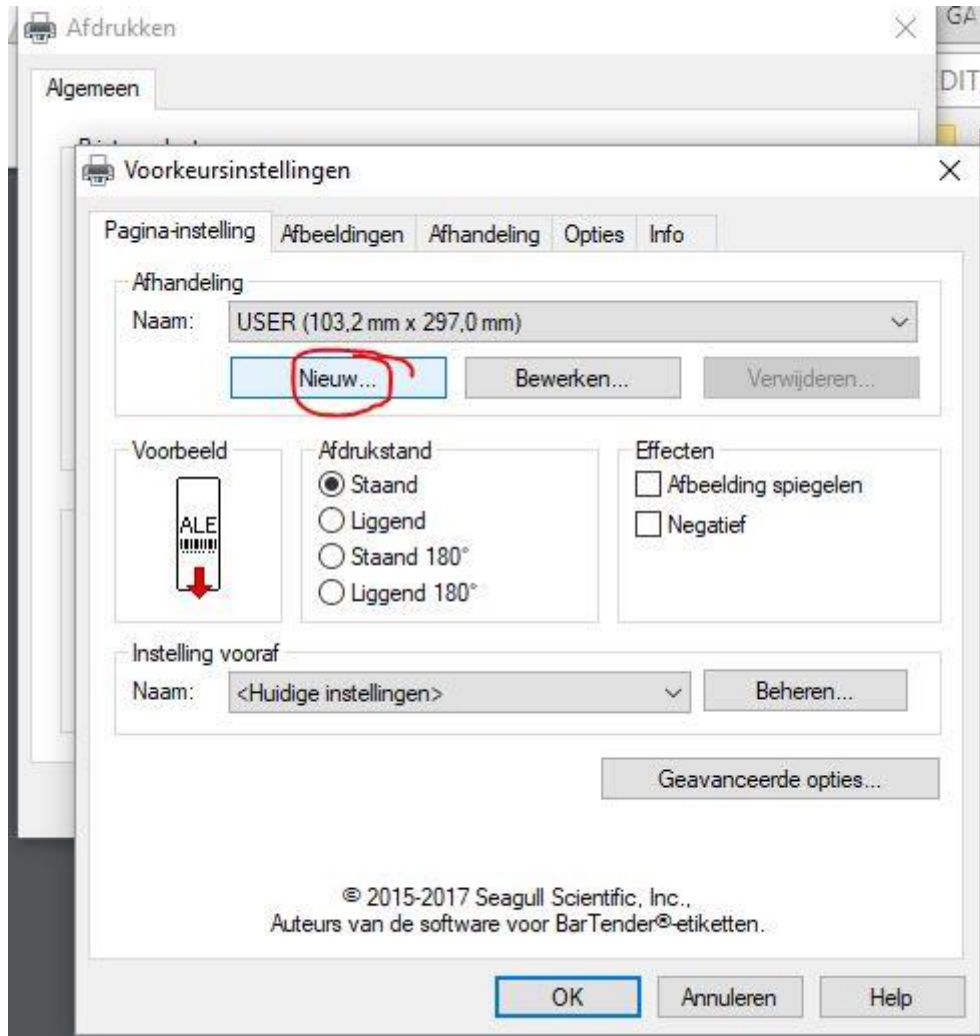 Afdrukken
GA
Algemeen
DIT
Voorkeursinstellingen
Pagina-instelling Afbeeldingen Afhandeling Opties Info
Afhandeling
Naam: USER (103,2 mm x 297,0 mm)
Nieuw... Bewerken... Verwijderen...
Voorbeeld Afdrukstand Effecten
ALE
Staand
Liggend
Staand 180°
Liggend 180°
Afbeelding spiegelen
Negatief
Instelling vooraf
Naam: <Huidige instellingen> Beheren...
Geavanceerde opties...
© 2015-2017 Seagull Scientific, Inc.,
Auteurs van de software voor BarTender®-etiketten.
OK Annuleren Help